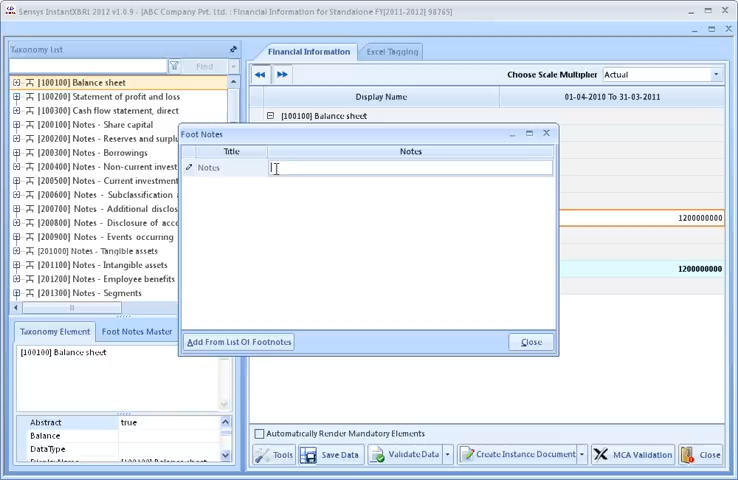 Sensys InstantXBRL 2012 v1.0.9 - [ABC Company Pvt. Ltd. : Financial Information for Standalone FY[2011-2012] 98765]
Taxonomy List
Find
[100100] Balance sheet
[100200] Statement of profit and loss
[100300] Cash flow statement, direct
[200100] Notes - Share capital
[200200] Notes - Reserves and surplu
[200300] Notes - Borrowings
[200400] Notes - Non-current invest
[200500] Notes - Current investment
[200600] Notes - Subclassification a
[200700] Notes - Additional disclos
[200800] Notes - Disclosure of acco
[200900] Notes - Events occurring
[201000] Notes - Tangible assets
[201100] Notes - Intangible assets
[201200] Notes - Employee benefits
[201300] Notes - Segments
Taxonomy Element
Foot Notes Master
[100100] Balance sheet
Abstract true
Balance
DataType
DisplayName [100100] Balance sheet
Financial Information
Excel Tagging
Choose Scale Multiplier Actual
Display Name
01-04-2010 To 31-03-2011
[100100] Balance sheet
1200000000
1200000000
Foot Notes
Title
Notes
Notes
Add From List Of Footnotes
Close
Automatically Render Mandatory Elements
Tools
Save Data
Validate Data
Create Instance Document
MCA Validation
Close